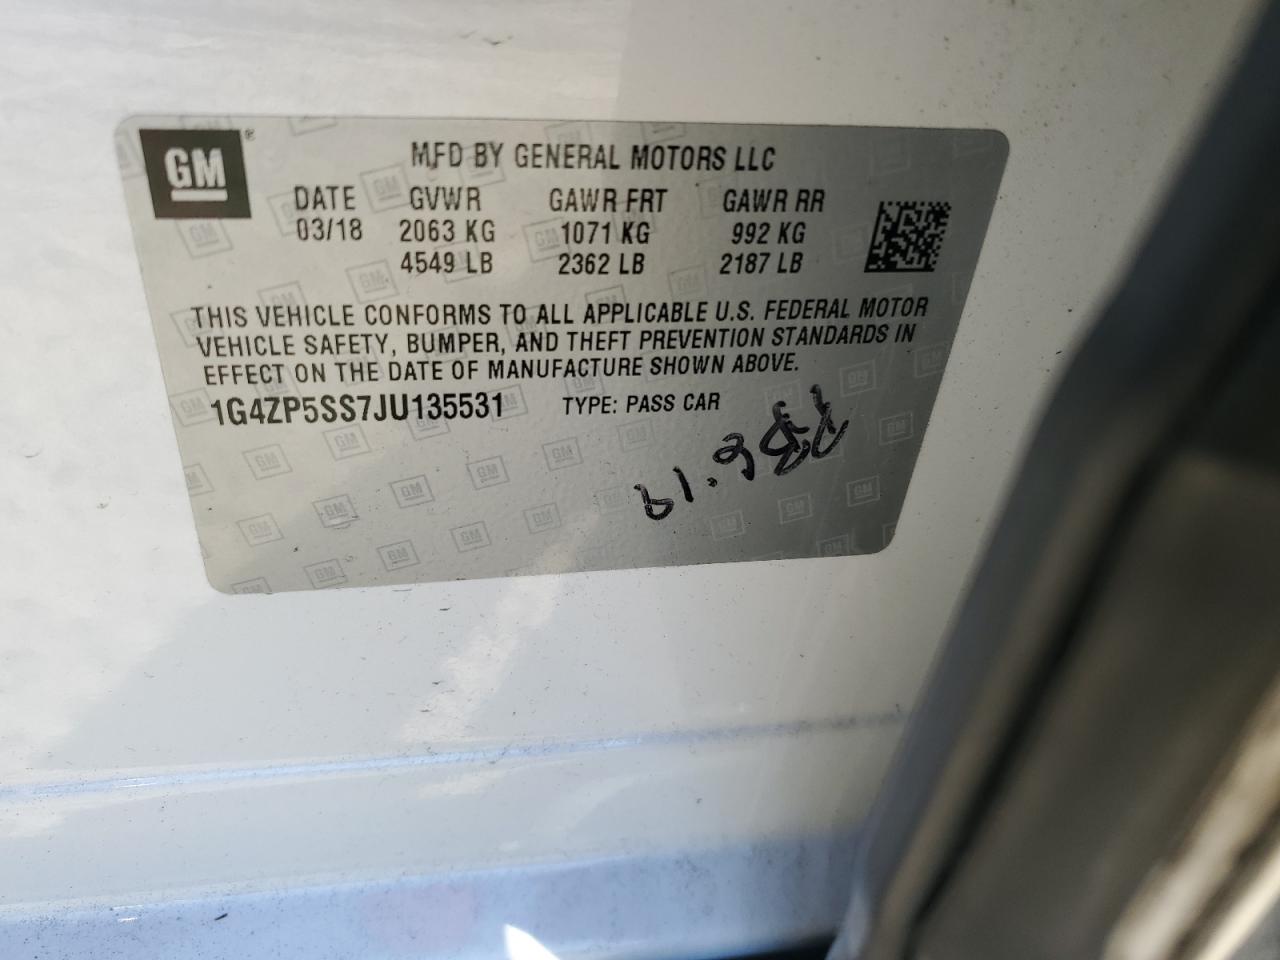 GM
MFD BY GENERAL MOTORS LLC
DATE GVWR GAWR FRT GAWR RR
03/18 2063 KG 1071 KG 992 KG
4549 LB 2362 LB 2187 LB
THIS VEHICLE CONFORMS TO ALL APPLICABLE U.S. FEDERAL MOTOR
VEHICLE SAFETY, BUMPER, AND THEFT PREVENTION STANDARDS IN
EFFECT ON THE DATE OF MANUFACTURE SHOWN ABOVE.
1G4ZP5SS7JU135531 TYPE: PASS CAR